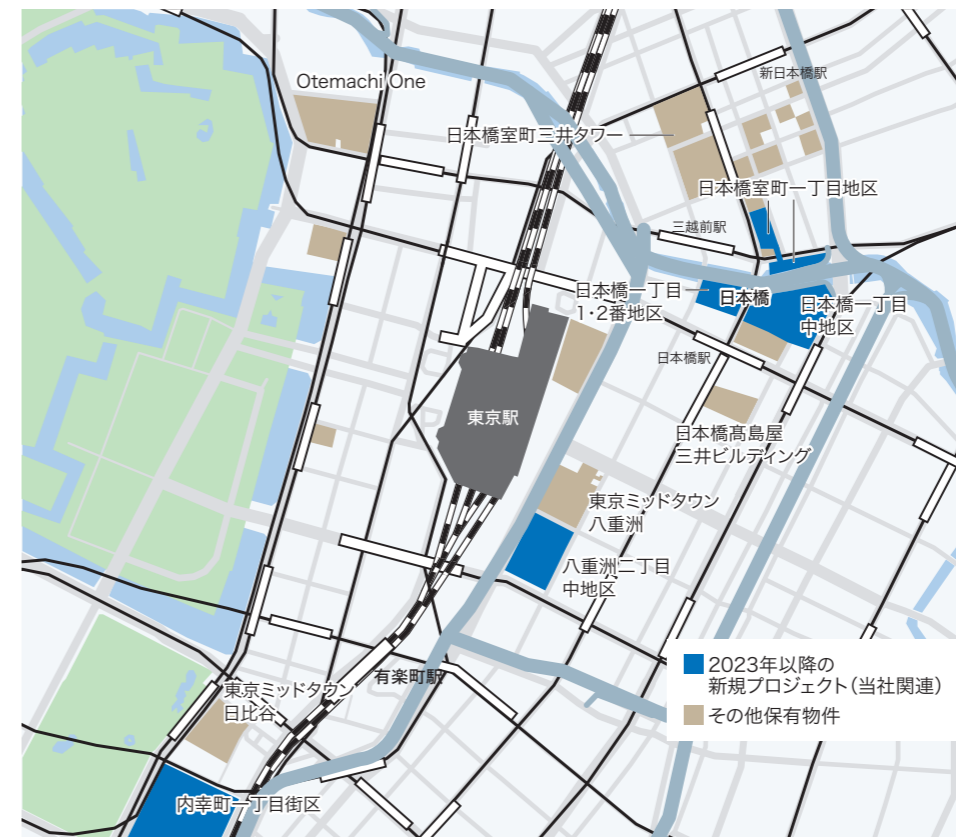 Otemachi One
新日本橋駅
日本橋室町三井タワー
日本橋室町一丁目地区
三越前駅
日本橋一丁目
1・2番地区
日本橋
日本橋一丁目
中地区
日本橋駅
東京駅
日本橋髙島屋
三井ビルディング
東京ミッドタウン
八重洲
八重洲二丁目
中地区
2023年以降の
新規プロジェクト(当社関連)
その他保有物件
有楽町駅
東京ミッドタウン
日比谷
内幸町一丁目街区